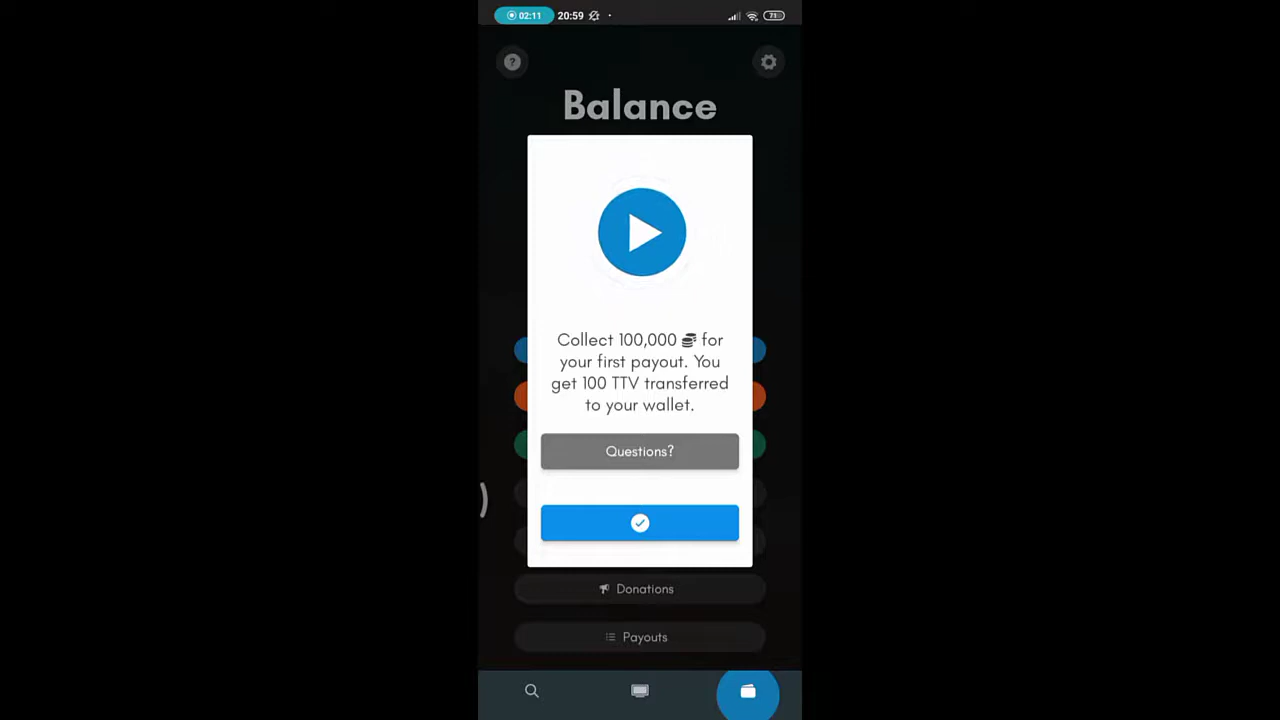 02:11 20:59 71
?
Balance
Collect 100,000 for
your first payout. You
get 100 TTV transferred
to your wallet.
Questions?
Donations
Payouts